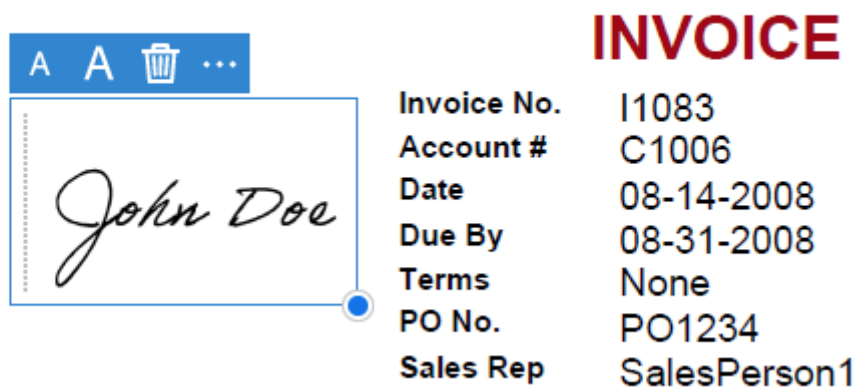 INVOICE
A A ...
John Doe
Invoice No. I1083
Account # C1006
Date 08-14-2008
Due By 08-31-2008
Terms None
PO No. PO1234
Sales Rep SalesPerson1